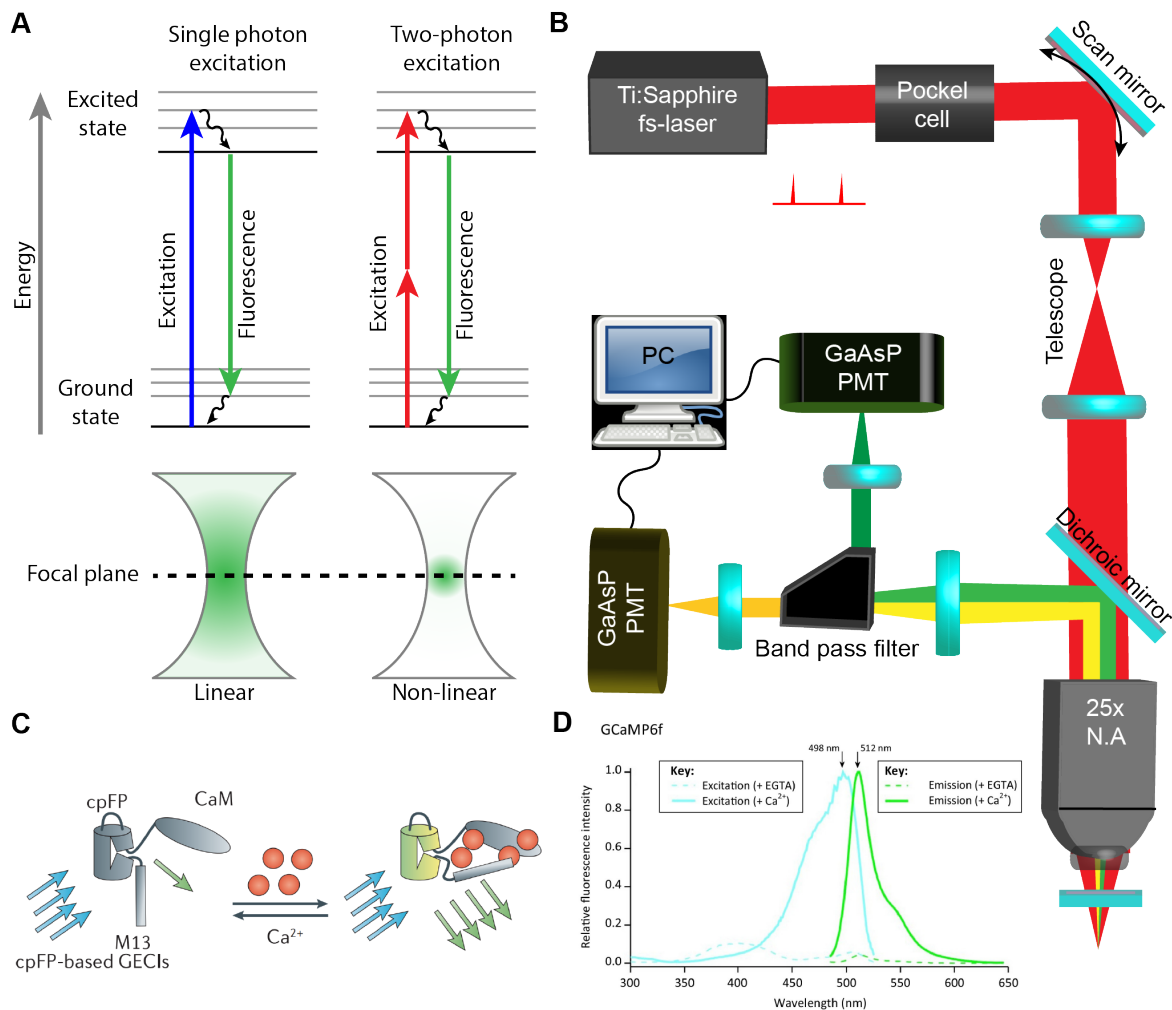 A
Single photon
excitation
Two-photon
excitation
Excited
state
Energy
Excitation
Fluorescence
Excitation
Fluorescence
Ground
state
Focal plane
Linear
Non-linear
B
Ti:Sapphire
fs-laser
Pockel
cell
Scan mirror
Telescope
PC
GaAsP
PMT
Dichroic mirror
GaAsP
PMT
Band pass filter
25x
N.A
C
cpFP
CaM
M13
cpFP-based GECIs
Ca²⁺
D
GCaMP6f
498 nm
512 nm
Key:
Excitation (+ EGTA)
Excitation (+ Ca²⁺)
Key:
Emission (+ EGTA)
Emission (+ Ca²⁺)
Relative fluorescence intensity
1.0
0.8
0.6
0.4
0.2
0.0
300
350
400
450
500
550
600
645
Wavelength (nm)